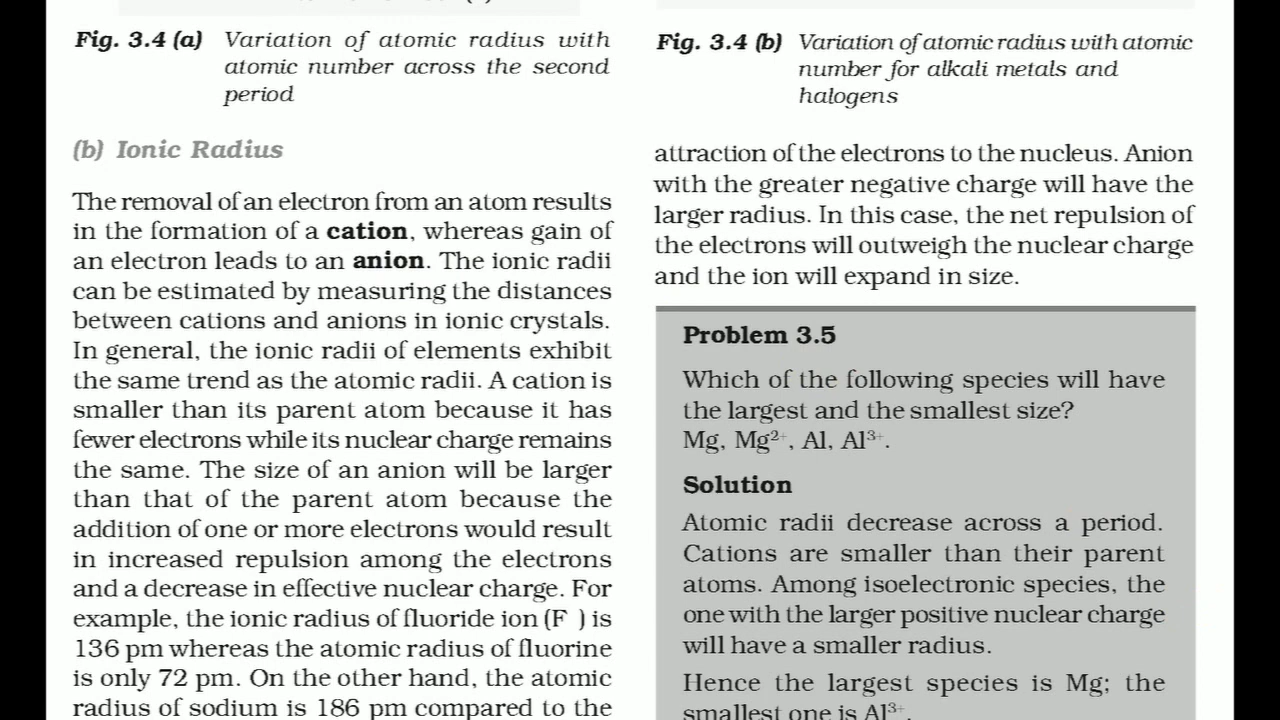 Fig. 3.4 (a) Variation of atomic radius with
atomic number across the second
period
(b) Ionic Radius
The removal of an electron from an atom results
in the formation of a cation, whereas gain of
an electron leads to an anion. The ionic radii
can be estimated by measuring the distances
between cations and anions in ionic crystals.
In general, the ionic radii of elements exhibit
the same trend as the atomic radii. A cation is
smaller than its parent atom because it has
fewer electrons while its nuclear charge remains
the same. The size of an anion will be larger
than that of the parent atom because the
addition of one or more electrons would result
in increased repulsion among the electrons
and a decrease in effective nuclear charge. For
example, the ionic radius of fluoride ion (F ) is
136 pm whereas the atomic radius of fluorine
is only 72 pm. On the other hand, the atomic
radius of sodium is 186 pm compared to the
Fig. 3.4 (b) Variation of atomic radius with atomic
number for alkali metals and
halogens
attraction of the electrons to the nucleus. Anion
with the greater negative charge will have the
larger radius. In this case, the net repulsion of
the electrons will outweigh the nuclear charge
and the ion will expand in size.
Problem 3.5
Which of the following species will have
the largest and the smallest size?
Mg, Mg²⁺, Al, Al³⁺.
Solution
Atomic radii decrease across a period.
Cations are smaller than their parent
atoms. Among isoelectronic species, the
one with the larger positive nuclear charge
will have a smaller radius.
Hence the largest species is Mg; the
smallest one is Al³⁺.